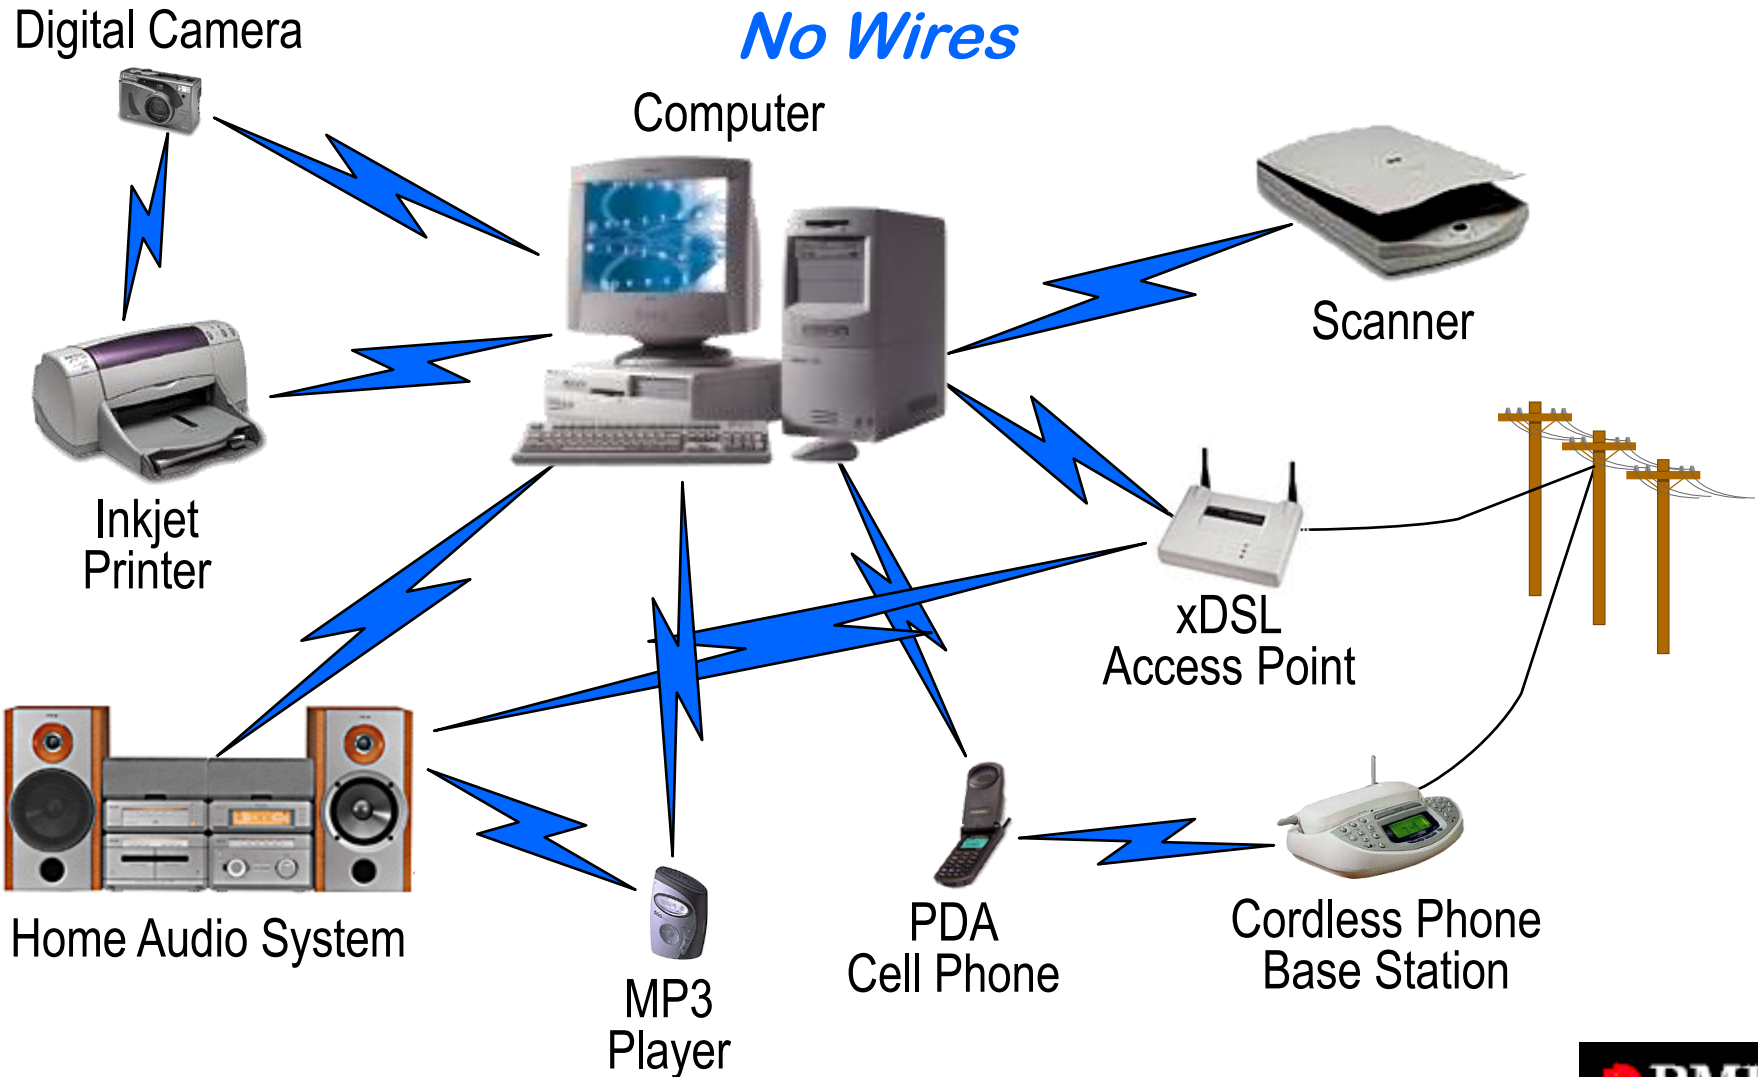 No Wires
Digital Camera
Computer
Scanner
Inkjet
Printer
xDSL
Access Point
Home Audio System
PDA
Cell Phone
Cordless Phone
Base Station
MP3
Player